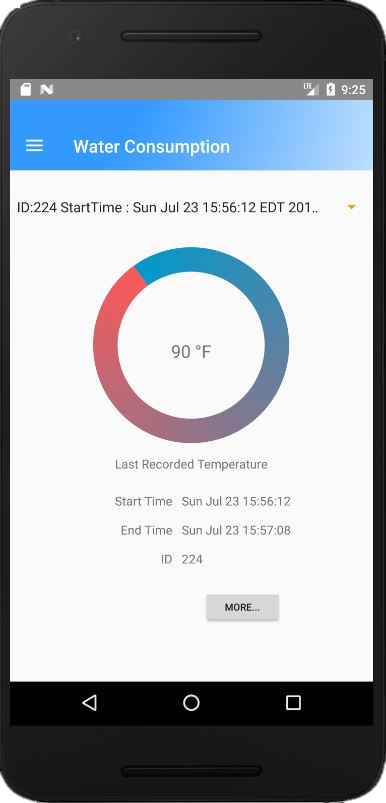 LTE 9:25
Water Consumption
ID:224 StartTime : Sun Jul 23 15:56:12 EDT 201..
90 °F
Last Recorded Temperature
Start Time Sun Jul 23 15:56:12
End Time Sun Jul 23 15:57:08
ID 224
MORE...